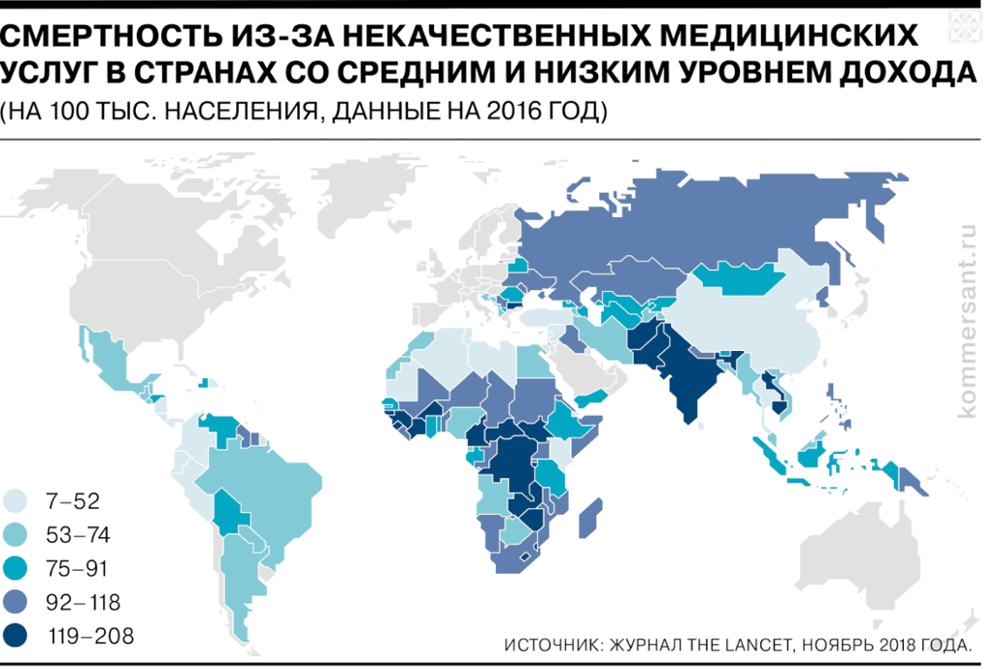 СМЕРТНОСТЬ ИЗ-ЗА НЕКАЧЕСТВЕННЫХ МЕДИЦИНСКИХ
УСЛУГ В СТРАНАХ СО СРЕДНИМ И НИЗКИМ УРОВНЕМ ДОХОДА
(НА 100 ТЫС. НАСЕЛЕНИЯ, ДАННЫЕ НА 2016 ГОД)
kommersant.ru
7–52
53–74
75–91
92–118
119–208
ИСТОЧНИК: ЖУРНАЛ THE LANCET, НОЯБРЬ 2018 ГОДА.